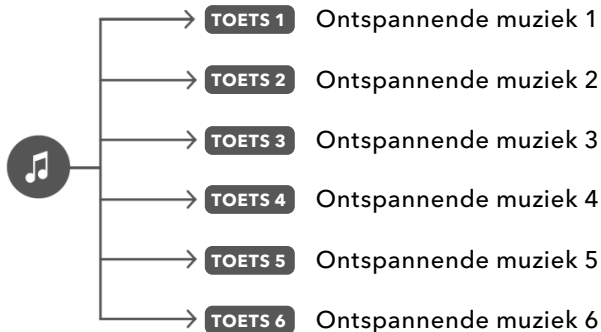 TOETS 1 Ontspannende muziek 1
TOETS 2 Ontspannende muziek 2
TOETS 3 Ontspannende muziek 3
TOETS 4 Ontspannende muziek 4
TOETS 5 Ontspannende muziek 5
TOETS 6 Ontspannende muziek 6